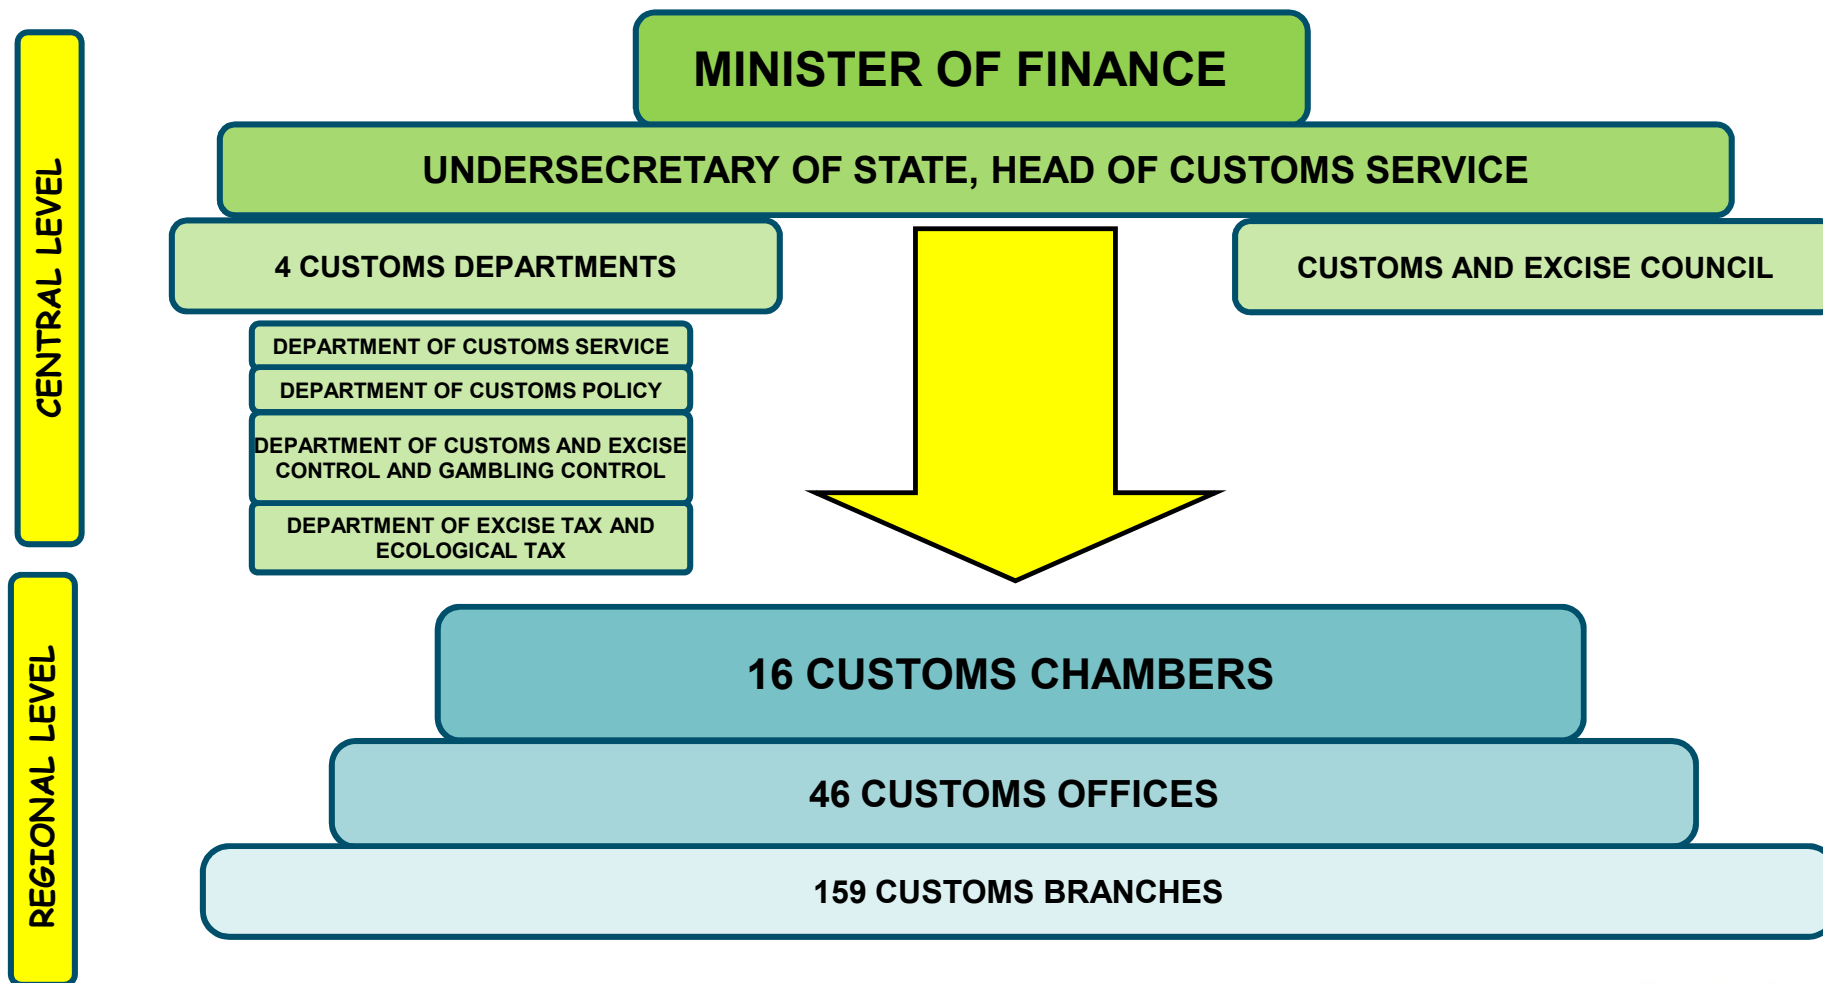 CENTRAL LEVEL
MINISTER OF FINANCE
UNDERSECRETARY OF STATE, HEAD OF CUSTOMS SERVICE
4 CUSTOMS DEPARTMENTS
CUSTOMS AND EXCISE COUNCIL
DEPARTMENT OF CUSTOMS SERVICE
DEPARTMENT OF CUSTOMS POLICY
DEPARTMENT OF CUSTOMS AND EXCISE
CONTROL AND GAMBLING CONTROL
DEPARTMENT OF EXCISE TAX AND
ECOLOGICAL TAX
REGIONAL LEVEL
16 CUSTOMS CHAMBERS
46 CUSTOMS OFFICES
159 CUSTOMS BRANCHES